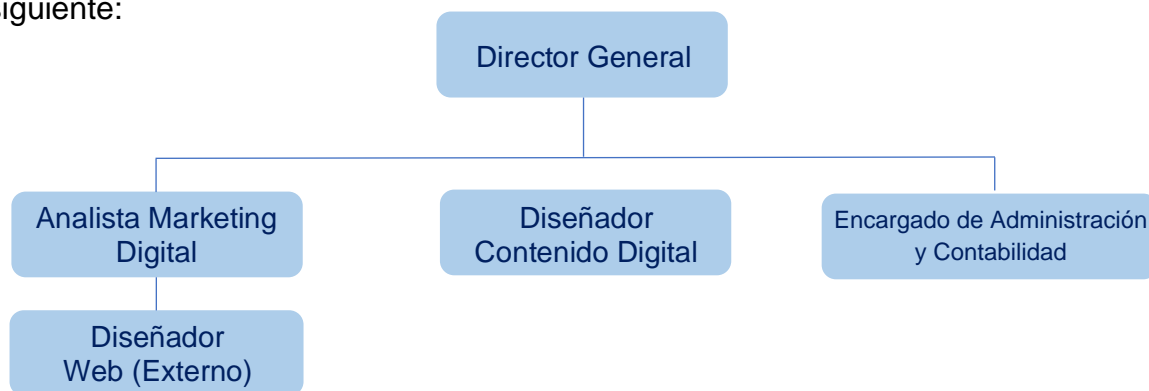 siguiente:
Director General
Analista Marketing
Digital
Diseñador
Contenido Digital
Encargado de Administración
y Contabilidad
Diseñador
Web (Externo)